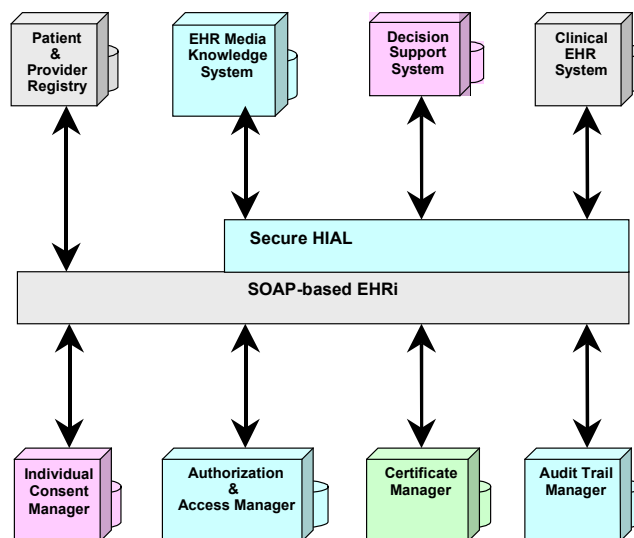 Patient
&
Provider
Registry
EHR Media
Knowledge
System
Decision
Support
System
Clinical
EHR
System
Secure HIAL
SOAP-based EHRi
Individual
Consent
Manager
Authorization
&
Access Manager
Certificate
Manager
Audit Trail
Manager